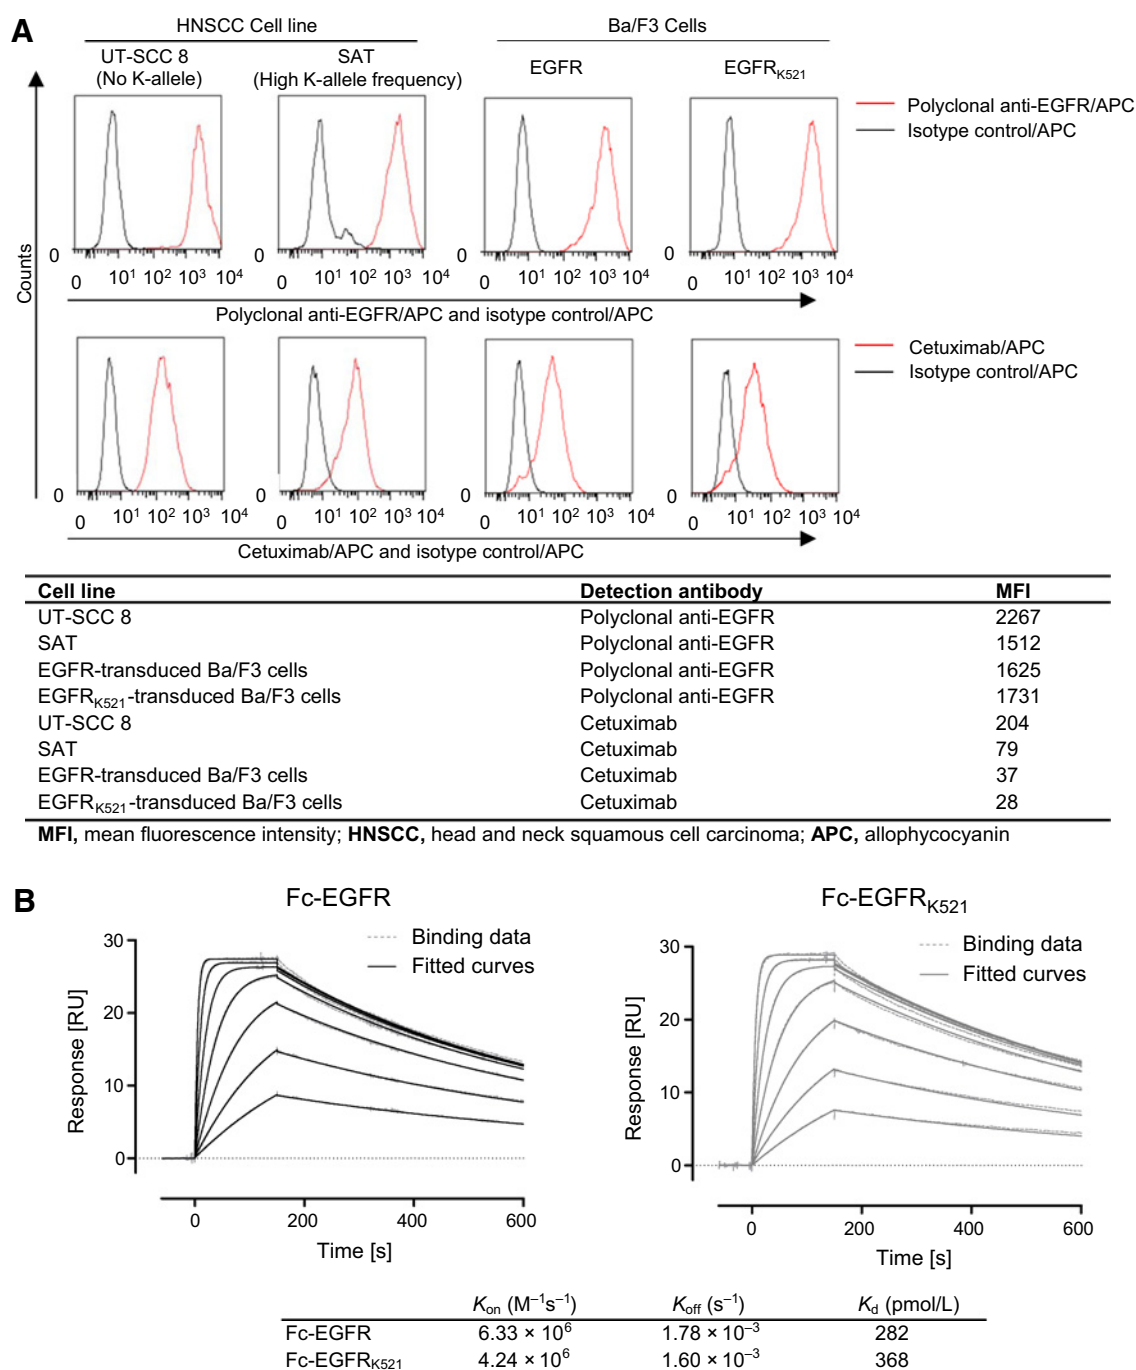 A
HNSCC Cell line
Ba/F3 Cells
UT-SCC 8
(No K-allele)
SAT
(High K-allele frequency)
EGFR
EGFRK521
Polyclonal anti-EGFR/APC
Isotype control/APC
Counts
0 0 0 0
0 10¹ 10² 10³ 10⁴ 0 10¹ 10² 10³ 10⁴ 0 10¹ 10² 10³ 10⁴ 0 10¹ 10² 10³ 10⁴
Polyclonal anti-EGFR/APC and isotype control/APC
Cetuximab/APC
Isotype control/APC
0 0 0 0
0 10¹ 10² 10³ 10⁴ 0 10¹ 10² 10³ 10⁴ 0 10¹ 10² 10³ 10⁴ 0 10¹ 10² 10³ 10⁴
Cetuximab/APC and isotype control/APC
Cell line Detection antibody MFI
UT-SCC 8 Polyclonal anti-EGFR 2267
SAT Polyclonal anti-EGFR 1512
EGFR-transduced Ba/F3 cells Polyclonal anti-EGFR 1625
EGFRK521-transduced Ba/F3 cells Polyclonal anti-EGFR 1731
UT-SCC 8 Cetuximab 204
SAT Cetuximab 79
EGFR-transduced Ba/F3 cells Cetuximab 37
EGFRK521-transduced Ba/F3 cells Cetuximab 28
MFI, mean fluorescence intensity; HNSCC, head and neck squamous cell carcinoma; APC, allophycocyanin
B
Fc-EGFR
Binding data
Fitted curves
Response [RU]
30
20
10
0
0 200 400 600
Time [s]
Fc-EGFRK521
Binding data
Fitted curves
Response [RU]
30
20
10
0
0 200 400 600
Time [s]
Kon (M⁻¹s⁻¹) Koff (s⁻¹) Kd (pmol/L)
Fc-EGFR 6.33 × 10⁶ 1.78 × 10⁻³ 282
Fc-EGFRK521 4.24 × 10⁶ 1.60 × 10⁻³ 368